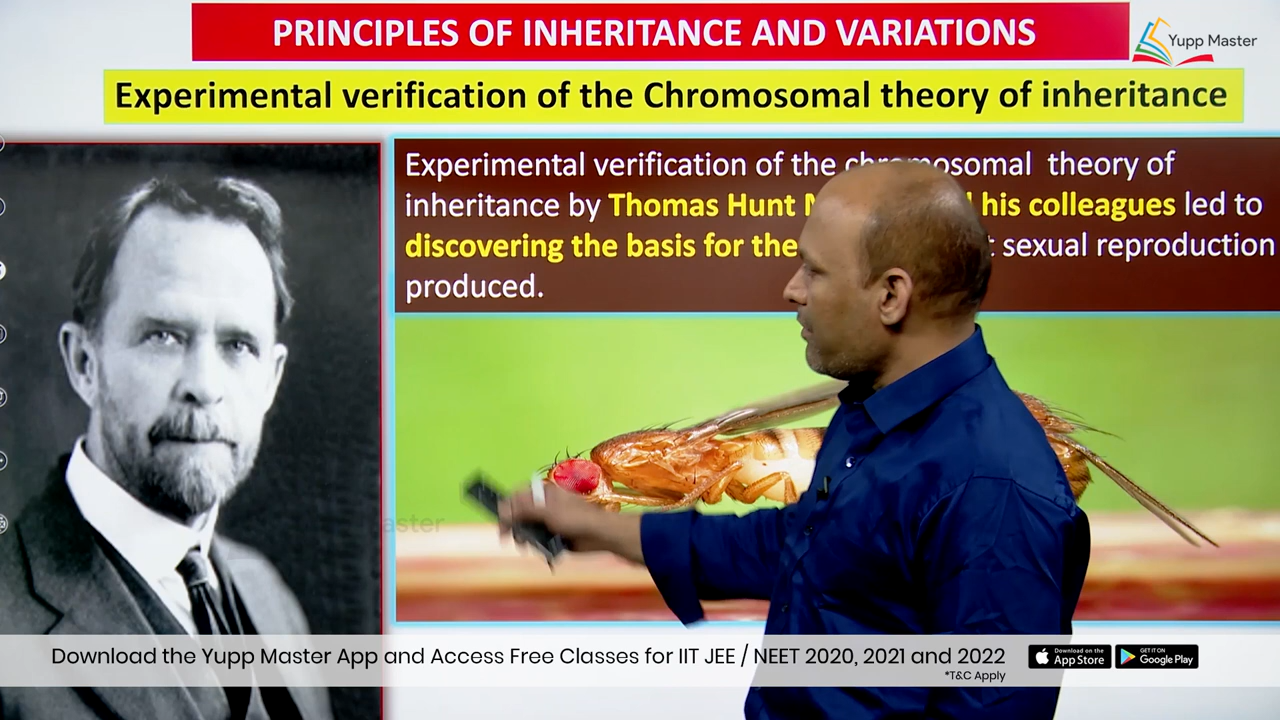 PRINCIPLES OF INHERITANCE AND VARIATIONS
Yupp Master
Experimental verification of the Chromosomal theory of inheritance
Experimental verification of the chromosomal theory of
inheritance by Thomas Hunt his colleagues led to
discovering the basis for the sexual reproduction
produced.
Master
Download the Yupp Master App and Access Free Classes for IIT JEE / NEET 2020, 2021 and 2022
Download on the
App Store
GET IT ON
Google Play
*T&C Apply